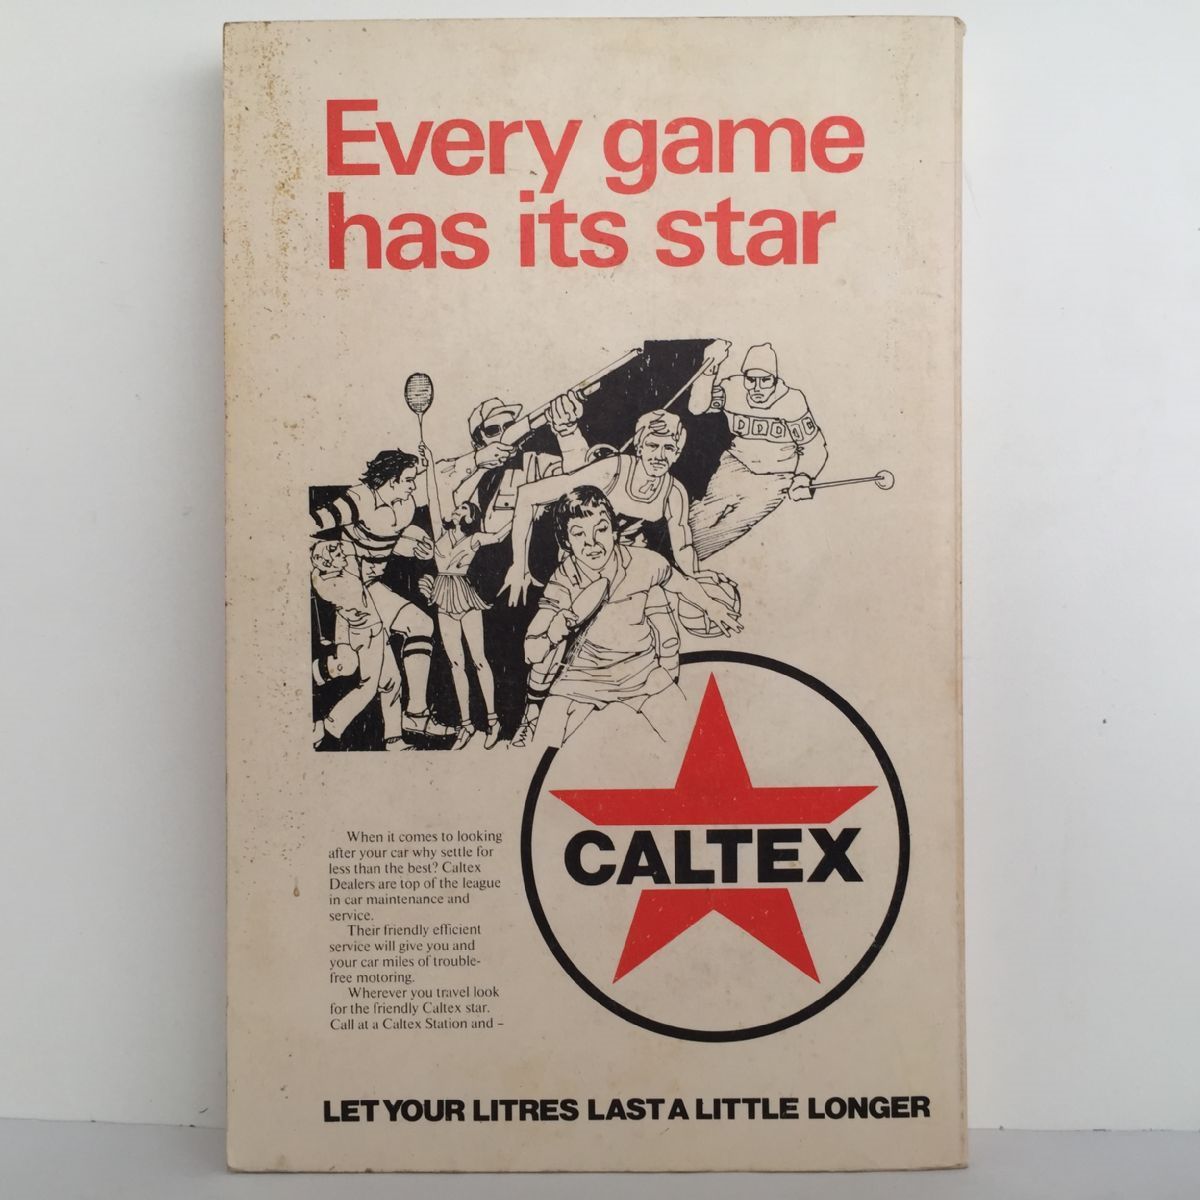 Every game
has its star
CALTEX
When it comes to looking
after your car why settle for
less than the best? Caltex
Dealers are top of the league
in car maintenance and
service.
Their friendly efficient
service will give you and
your car miles of trouble-
free motoring.
Wherever you travel look
for the friendly Caltex star.
Call at a Caltex Station and –
LET YOUR LITRES LAST A LITTLE LONGER